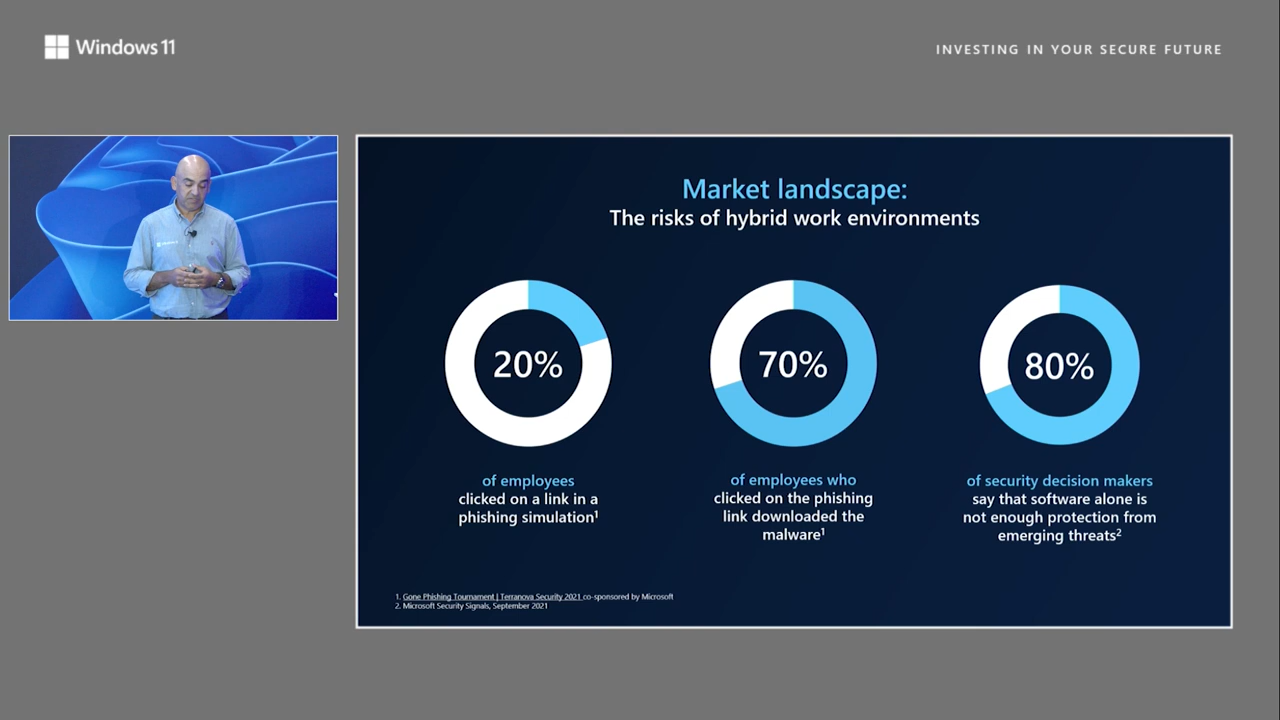 Windows 11
INVESTING IN YOUR SECURE FUTURE
Market landscape:
The risks of hybrid work environments
20%
of employees
clicked on a link in a
phishing simulation¹
70%
of employees who
clicked on the phishing
link downloaded the
malware¹
80%
of security decision makers
say that software alone is
not enough protection from
emerging threats²
1. Gone Phishing Tournament | Terranova Security 2021 co-sponsored by Microsoft
2. Microsoft Security Signals, September 2021